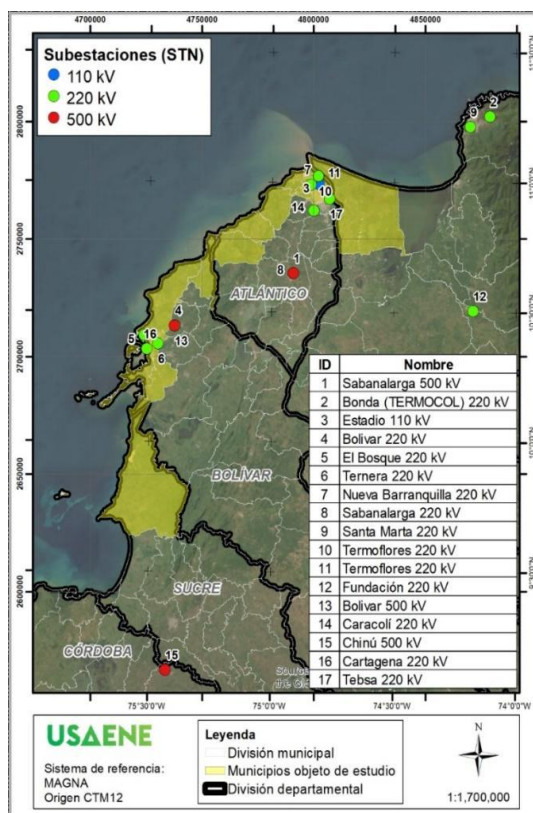 4700000 4750000 4800000 4850000
Subestaciones (STN)
110 kV
220 kV
500 kV
2800000
2750000
2700000
2650000
2600000
9 2
7 11
3
10
14 17
1
8
ATLÁNTICO
12
4
5 16
13
6
BOLÍVAR
SUCRE
CÓRDOBA
15
ID Nombre
1 Sabanalarga 500 kV
2 Bonda (TERMOCOL) 220 kV
3 Estadio 110 kV
4 Bolivar 220 kV
5 El Bosque 220 kV
6 Ternera 220 kV
7 Nueva Barranquilla 220 kV
8 Sabanalarga 220 kV
9 Santa Marta 220 kV
10 Termoflores 220 kV
11 Termoflores 220 kV
12 Fundación 220 kV
13 Bolivar 500 kV
14 Caracolí 220 kV
15 Chinú 500 kV
16 Cartagena 220 kV
17 Tebsa 220 kV
75°30'W 75°0'W 74°30'W 74°0'W
USAENE
Sistema de referencia:
MAGNA
Origen CTM12
Leyenda
División municipal
Municipios objeto de estudio
División departamental
N
1:1,700,000